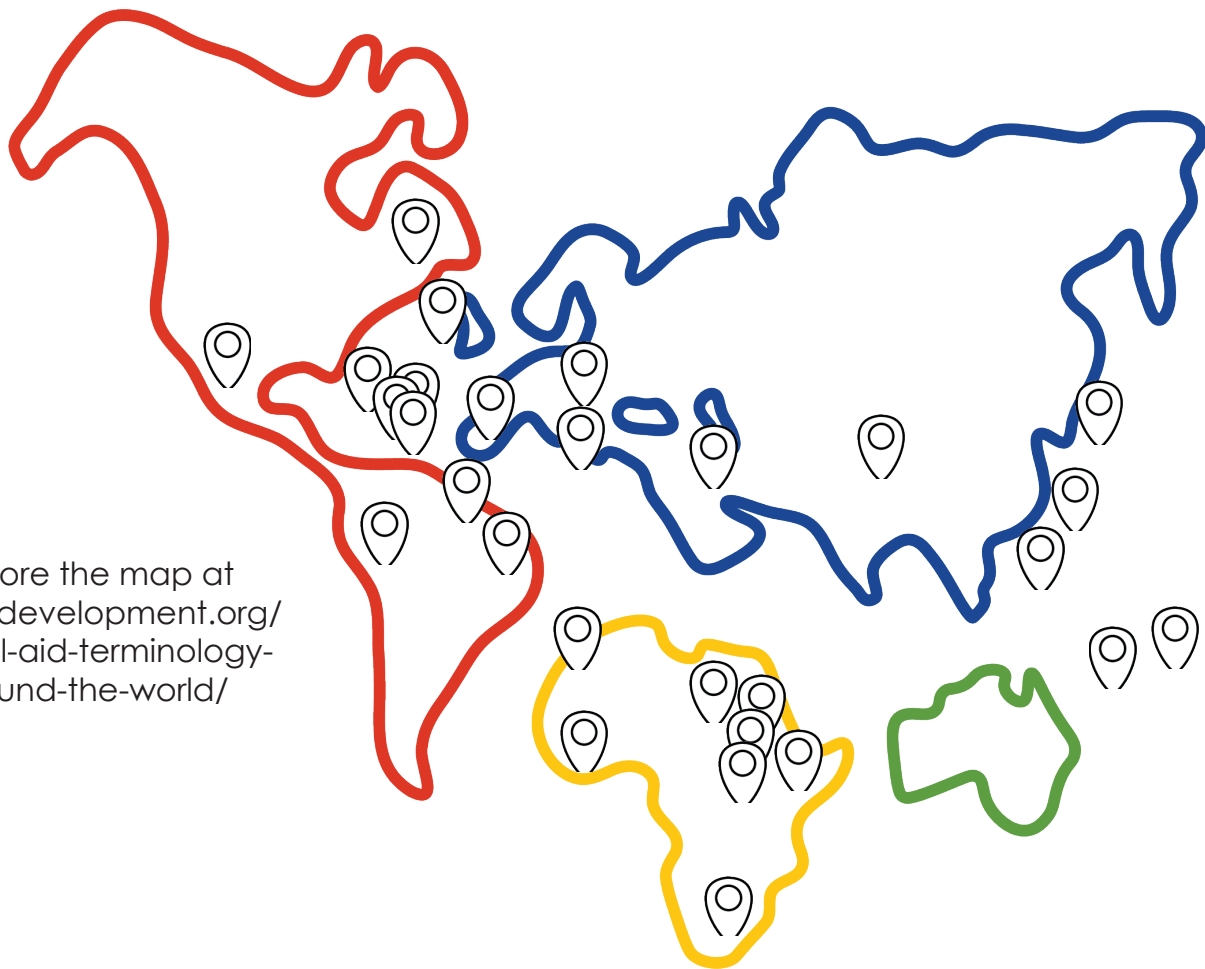 ore the map at
development.org/
l-aid-terminology-
und-the-world/